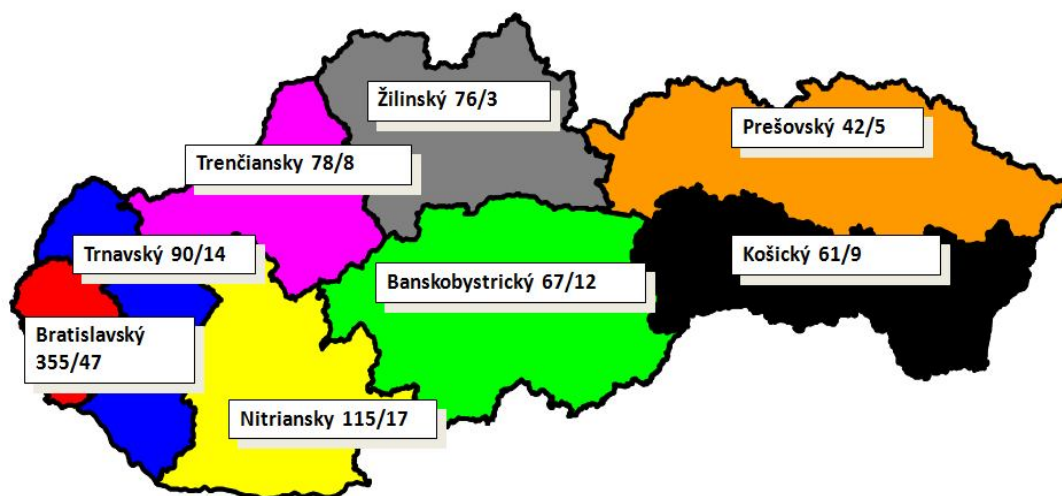 Žilinský 76/3
Prešovský 42/5
Trenčiansky 78/8
Trnavský 90/14
Košický 61/9
Banskobystrický 67/12
Bratislavský
355/47
Nitriansky 115/17